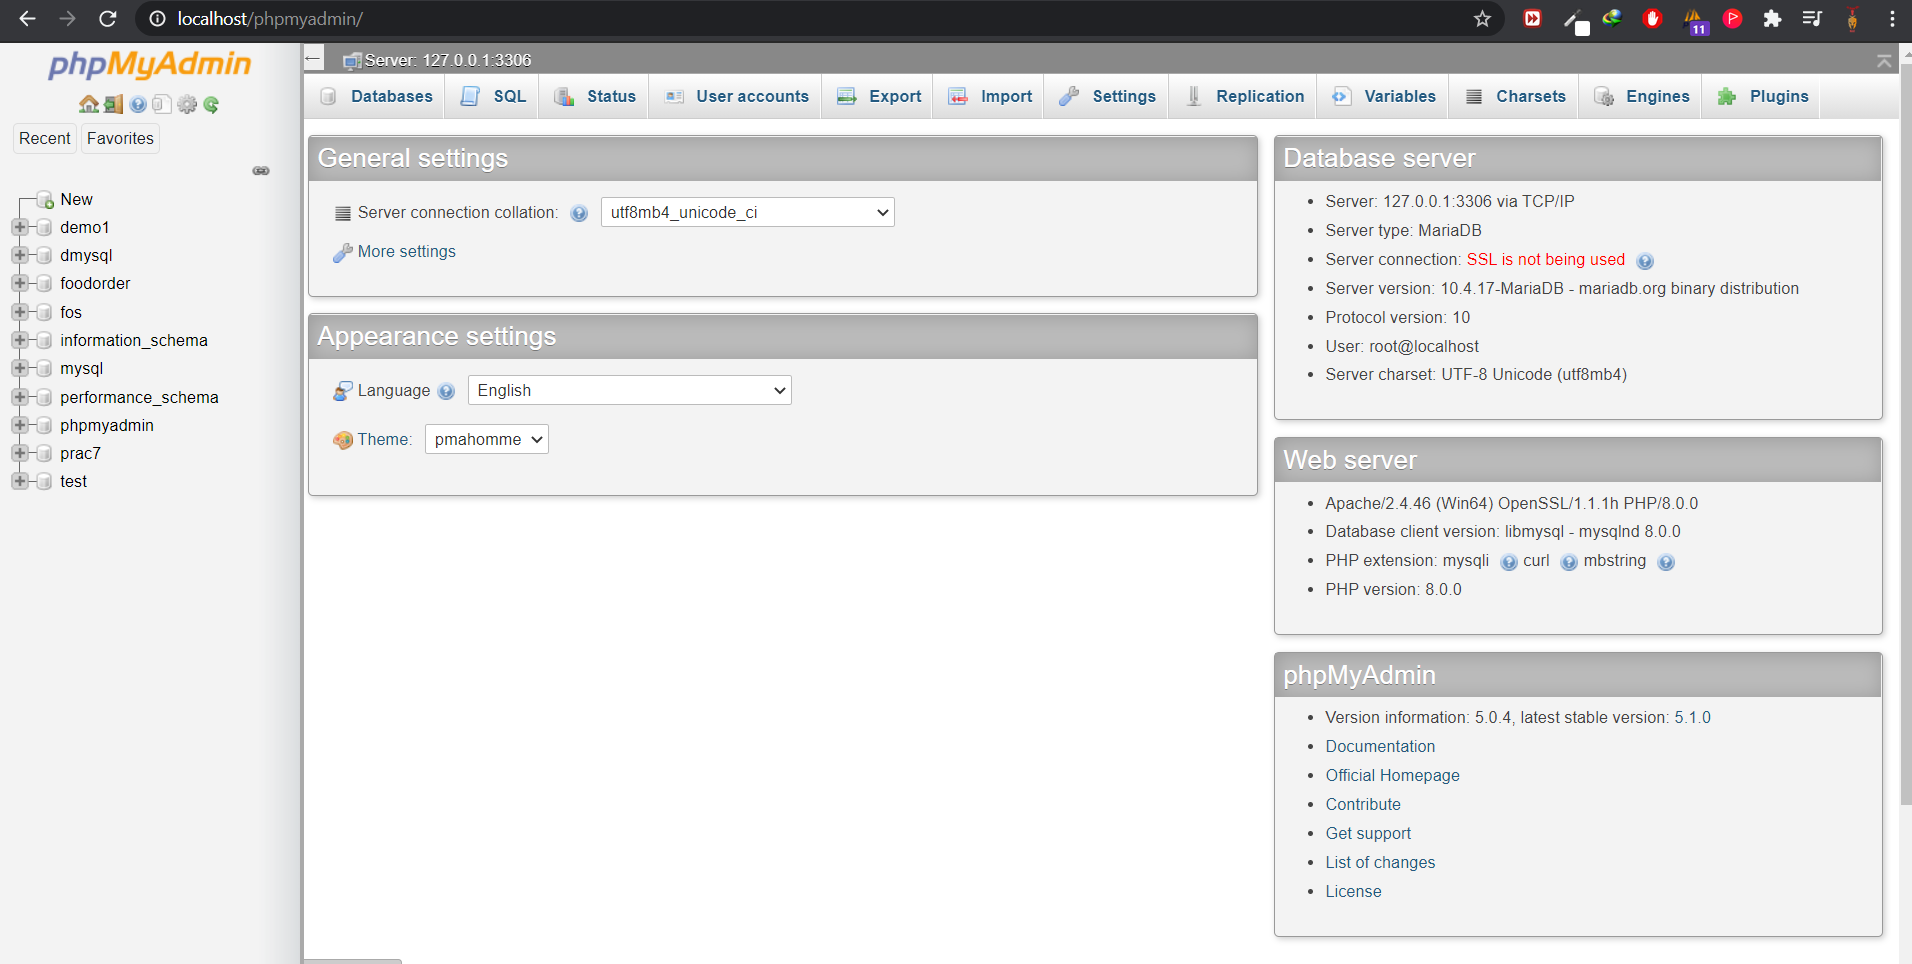 localhost/phpmyadmin/
11
phpMyAdmin
Recent Favorites
New
demo1
dmysql
foodorder
fos
information_schema
mysql
performance_schema
phpmyadmin
prac7
test
Server: 127.0.0.1:3306
Databases SQL Status User accounts Export Import Settings Replication Variables Charsets Engines Plugins
General settings
Server connection collation: utf8mb4_unicode_ci
More settings
Appearance settings
Language English
Theme: pmahomme
Database server
Server: 127.0.0.1:3306 via TCP/IP
Server type: MariaDB
Server connection: SSL is not being used
Server version: 10.4.17-MariaDB - mariadb.org binary distribution
Protocol version: 10
User: root@localhost
Server charset: UTF-8 Unicode (utf8mb4)
Web server
Apache/2.4.46 (Win64) OpenSSL/1.1.1h PHP/8.0.0
Database client version: libmysql - mysqlnd 8.0.0
PHP extension: mysqli curl mbstring
PHP version: 8.0.0
phpMyAdmin
Version information: 5.0.4, latest stable version: 5.1.0
Documentation
Official Homepage
Contribute
Get support
List of changes
License